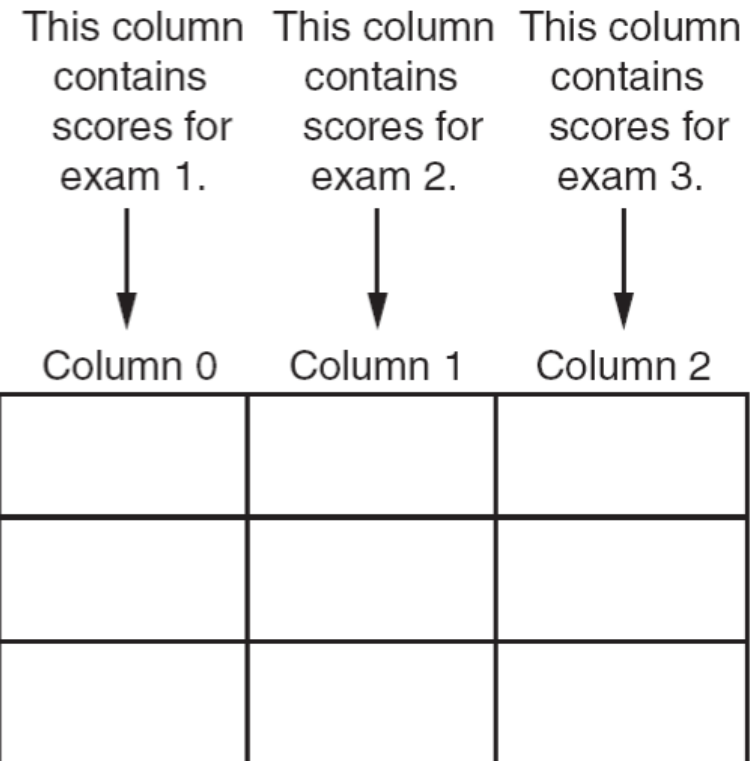 This column
contains
scores for
exam 1.
This column
contains
scores for
exam 2.
This column
contains
scores for
exam 3.
Column 0
Column 1
Column 2